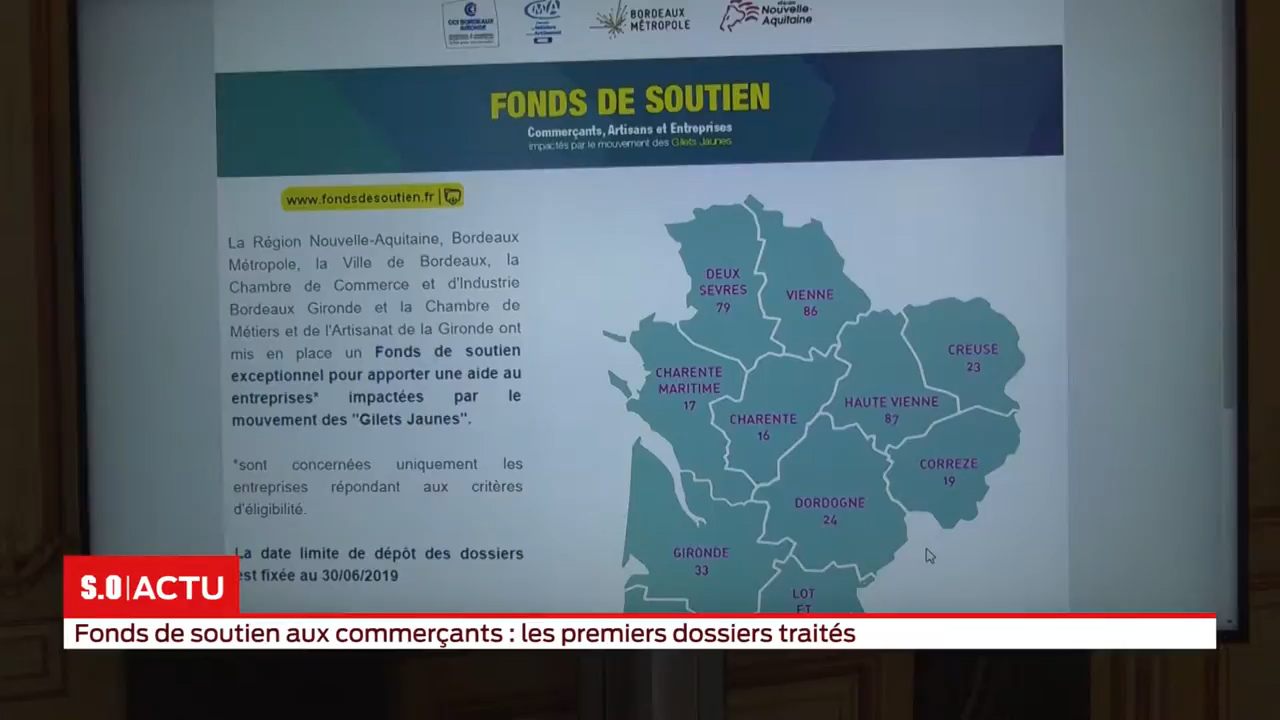 CCI BORDEAUX
GIRONDE
CMA
BORDEAUX
MÉTROPOLE
Nouvelle-
Aquitaine
FONDS DE SOUTIEN
Commerçants, Artisans et Entreprises
impactés par le mouvement des Gilets Jaunes
www.fondsdesoutien.fr
La Région Nouvelle-Aquitaine, Bordeaux
Métropole, la Ville de Bordeaux, la
Chambre de Commerce et d'Industrie
Bordeaux Gironde et la Chambre de
Métiers et de l'Artisanat de la Gironde ont
mis en place un Fonds de soutien
exceptionnel pour apporter une aide au
entreprises* impactées par le
mouvement des "Gilets Jaunes".
*sont concernées uniquement les
entreprises répondant aux critères
d'éligibilité.
La date limite de dépôt des dossiers
est fixée au 30/06/2019
DEUX
SEVRES
79
VIENNE
86
CREUSE
23
CHARENTE
MARITIME
17
HAUTE VIENNE
87
CHARENTE
16
CORREZE
19
DORDOGNE
24
GIRONDE
33
LOT
ET
S.O ACTU
Fonds de soutien aux commerçants : les premiers dossiers traités